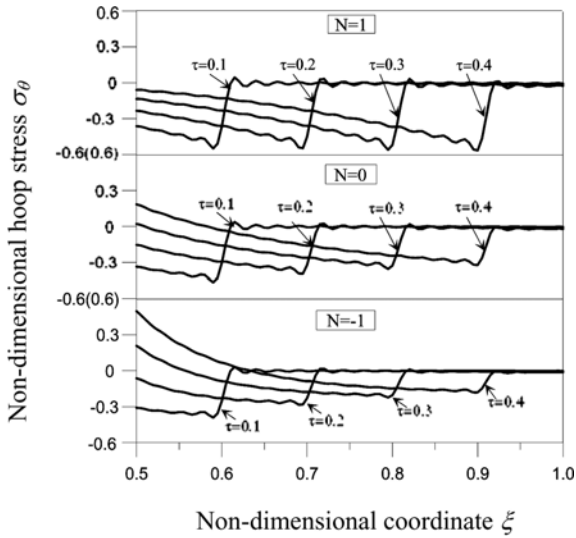 Non-dimensional hoop stress σθ
0.6
N=1
0.3
τ=0.1
τ=0.2
τ=0.3
τ=0.4
0
-0.3
-0.6(0.6)
N=0
0.3
τ=0.1
τ=0.2
τ=0.3
τ=0.4
0
-0.3
-0.6(0.6)
N=-1
0.3
0
τ=0.1
τ=0.2
τ=0.3
τ=0.4
-0.3
-0.6
0.5 0.6 0.7 0.8 0.9 1.0
Non-dimensional coordinate ξ